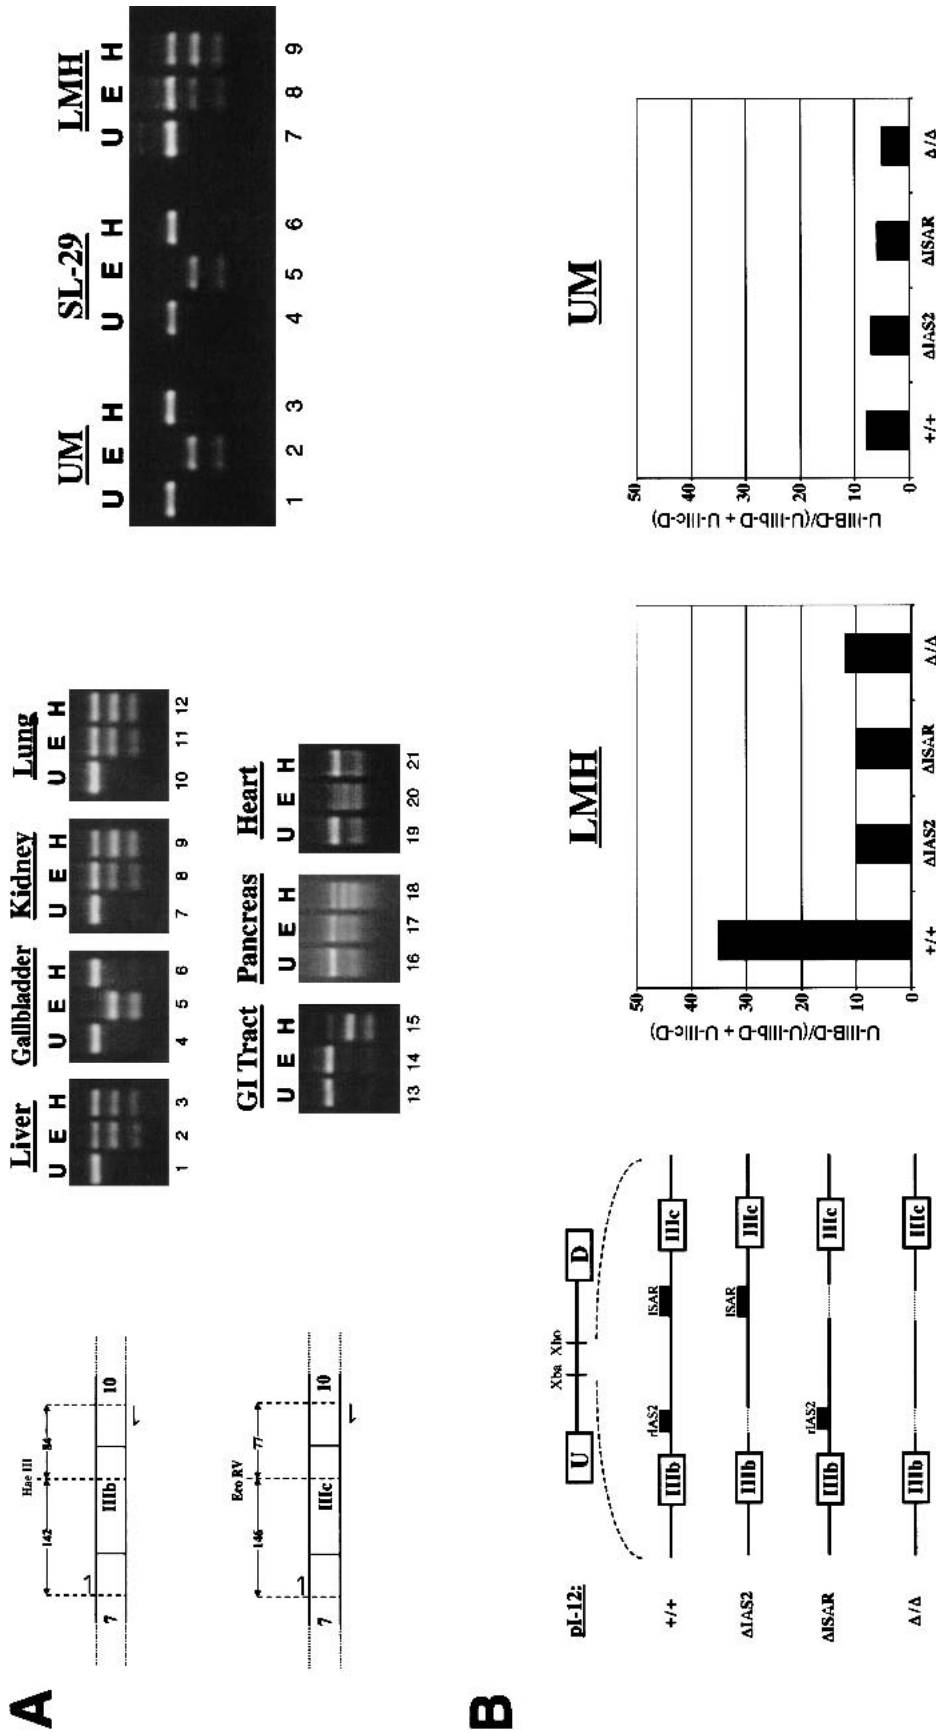 A
Hae III
142
84
7
IIIb
10
Eco RV
146
77
7
IIIc
10
Liver
U E H
1 2 3
Gallbladder
U E H
4 5 6
Kidney
U E H
7 8 9
Lung
U E H
10 11 12
GI Tract
U E H
13 14 15
Pancreas
U E H
16 17 18
Heart
U E H
19 20 21
UM
U E H
1 2 3
SL-29
U E H
4 5 6
LMH
U E H
7 8 9
B
pI-12:
U
Xba Xho
D
+/+
IIIb
rIAS2
ISAR
IIIc
ΔIAS2
IIIb
ISAR
IIIc
ΔISAR
IIIb
rIAS2
IIIc
Δ/Δ
IIIb
IIIc
LMH
U-IIIB-D/(U-IIIb-D + U-IIIc-D)
50
40
30
20
10
0
+/+ ΔIAS2 ΔISAR Δ/Δ
UM
U-IIIB-D/(U-IIIb-D + U-IIIc-D)
50
40
30
20
10
0
+/+ ΔIAS2 ΔISAR Δ/Δ